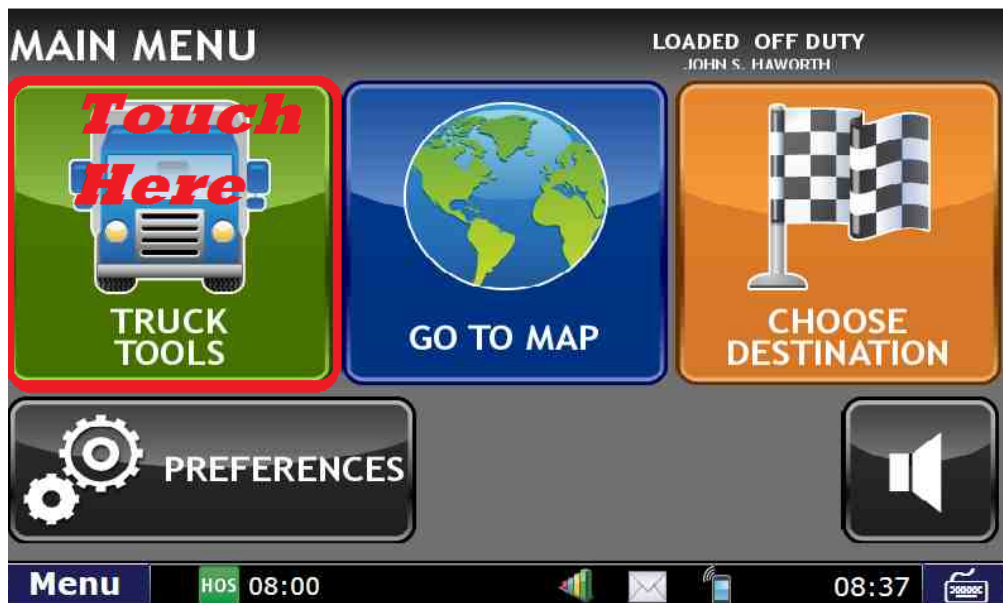 MAIN MENU
LOADED OFF DUTY
JOHN S. HAWORTH
Touch
Here
TRUCK
TOOLS
GO TO MAP
CHOOSE
DESTINATION
PREFERENCES
Menu
HOS 08:00
08:37